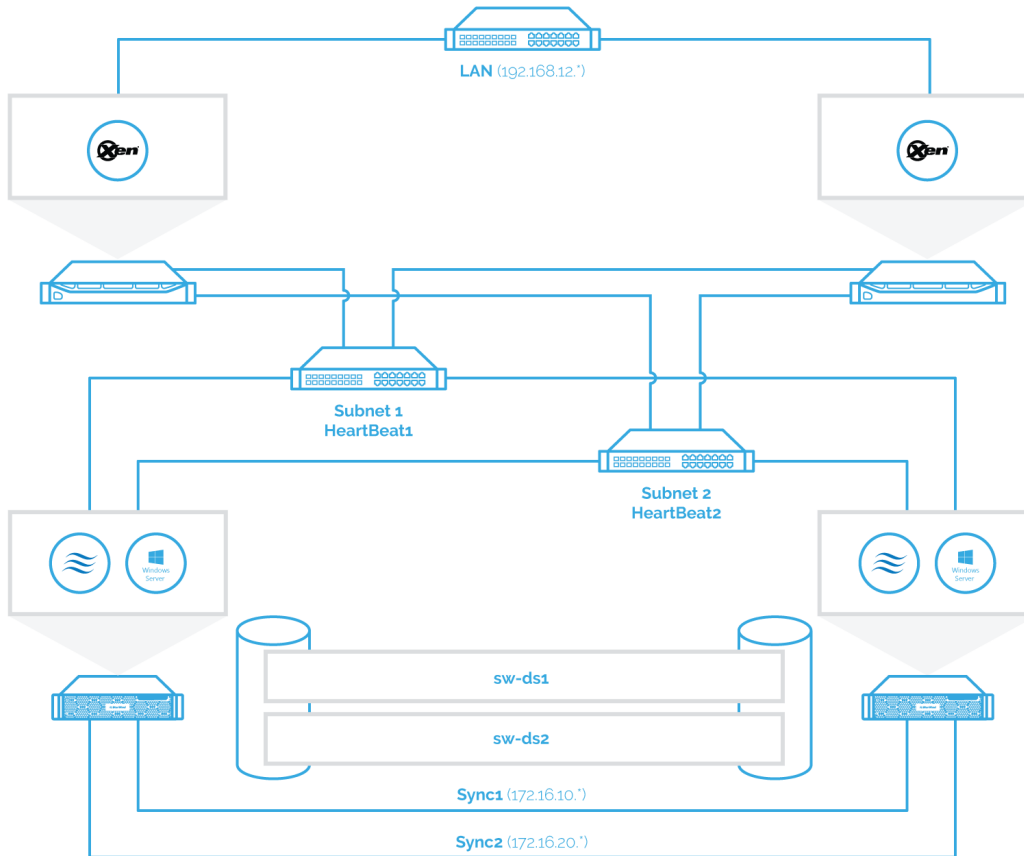 LAN (192.168.12.*)
Xen
Xen
Subnet 1
HeartBeat1
Subnet 2
HeartBeat2
Windows
Server
Windows
Server
sw-ds1
sw-ds2
Sync1 (172.16.10.*)
Sync2 (172.16.20.*)